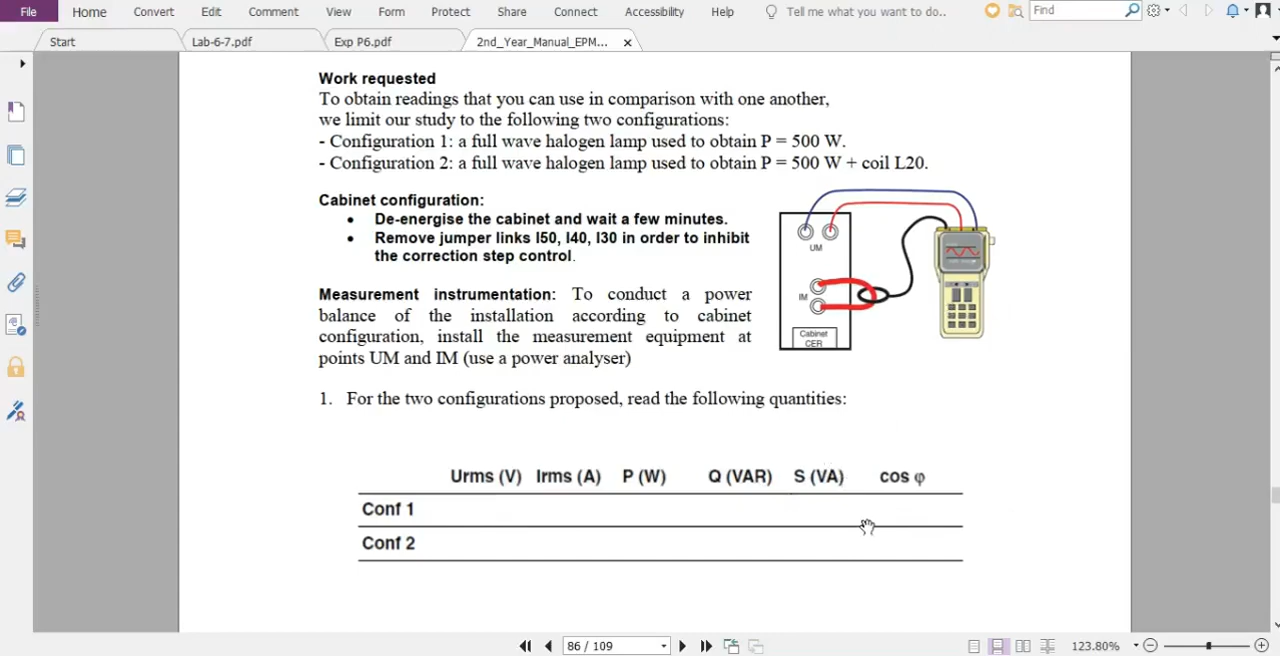 File Home Convert Edit Comment View Form Protect Share Connect Accessibility Help Tell me what you want to do.. Find
Start Lab-6-7.pdf Exp P6.pdf 2nd_Year_Manual_EPM... ×
Work requested
To obtain readings that you can use in comparison with one another,
we limit our study to the following two configurations:
- Configuration 1: a full wave halogen lamp used to obtain P = 500 W.
- Configuration 2: a full wave halogen lamp used to obtain P = 500 W + coil L20.
Cabinet configuration:
• De-energise the cabinet and wait a few minutes.
• Remove jumper links I50, I40, I30 in order to inhibit
the correction step control.
UM
IM
Cabinet
CER
Measurement instrumentation: To conduct a power
balance of the installation according to cabinet
configuration, install the measurement equipment at
points UM and IM (use a power analyser)
1. For the two configurations proposed, read the following quantities:
Urms (V) Irms (A) P (W) Q (VAR) S (VA) cos φ
Conf 1
Conf 2
86 / 109 123.80%